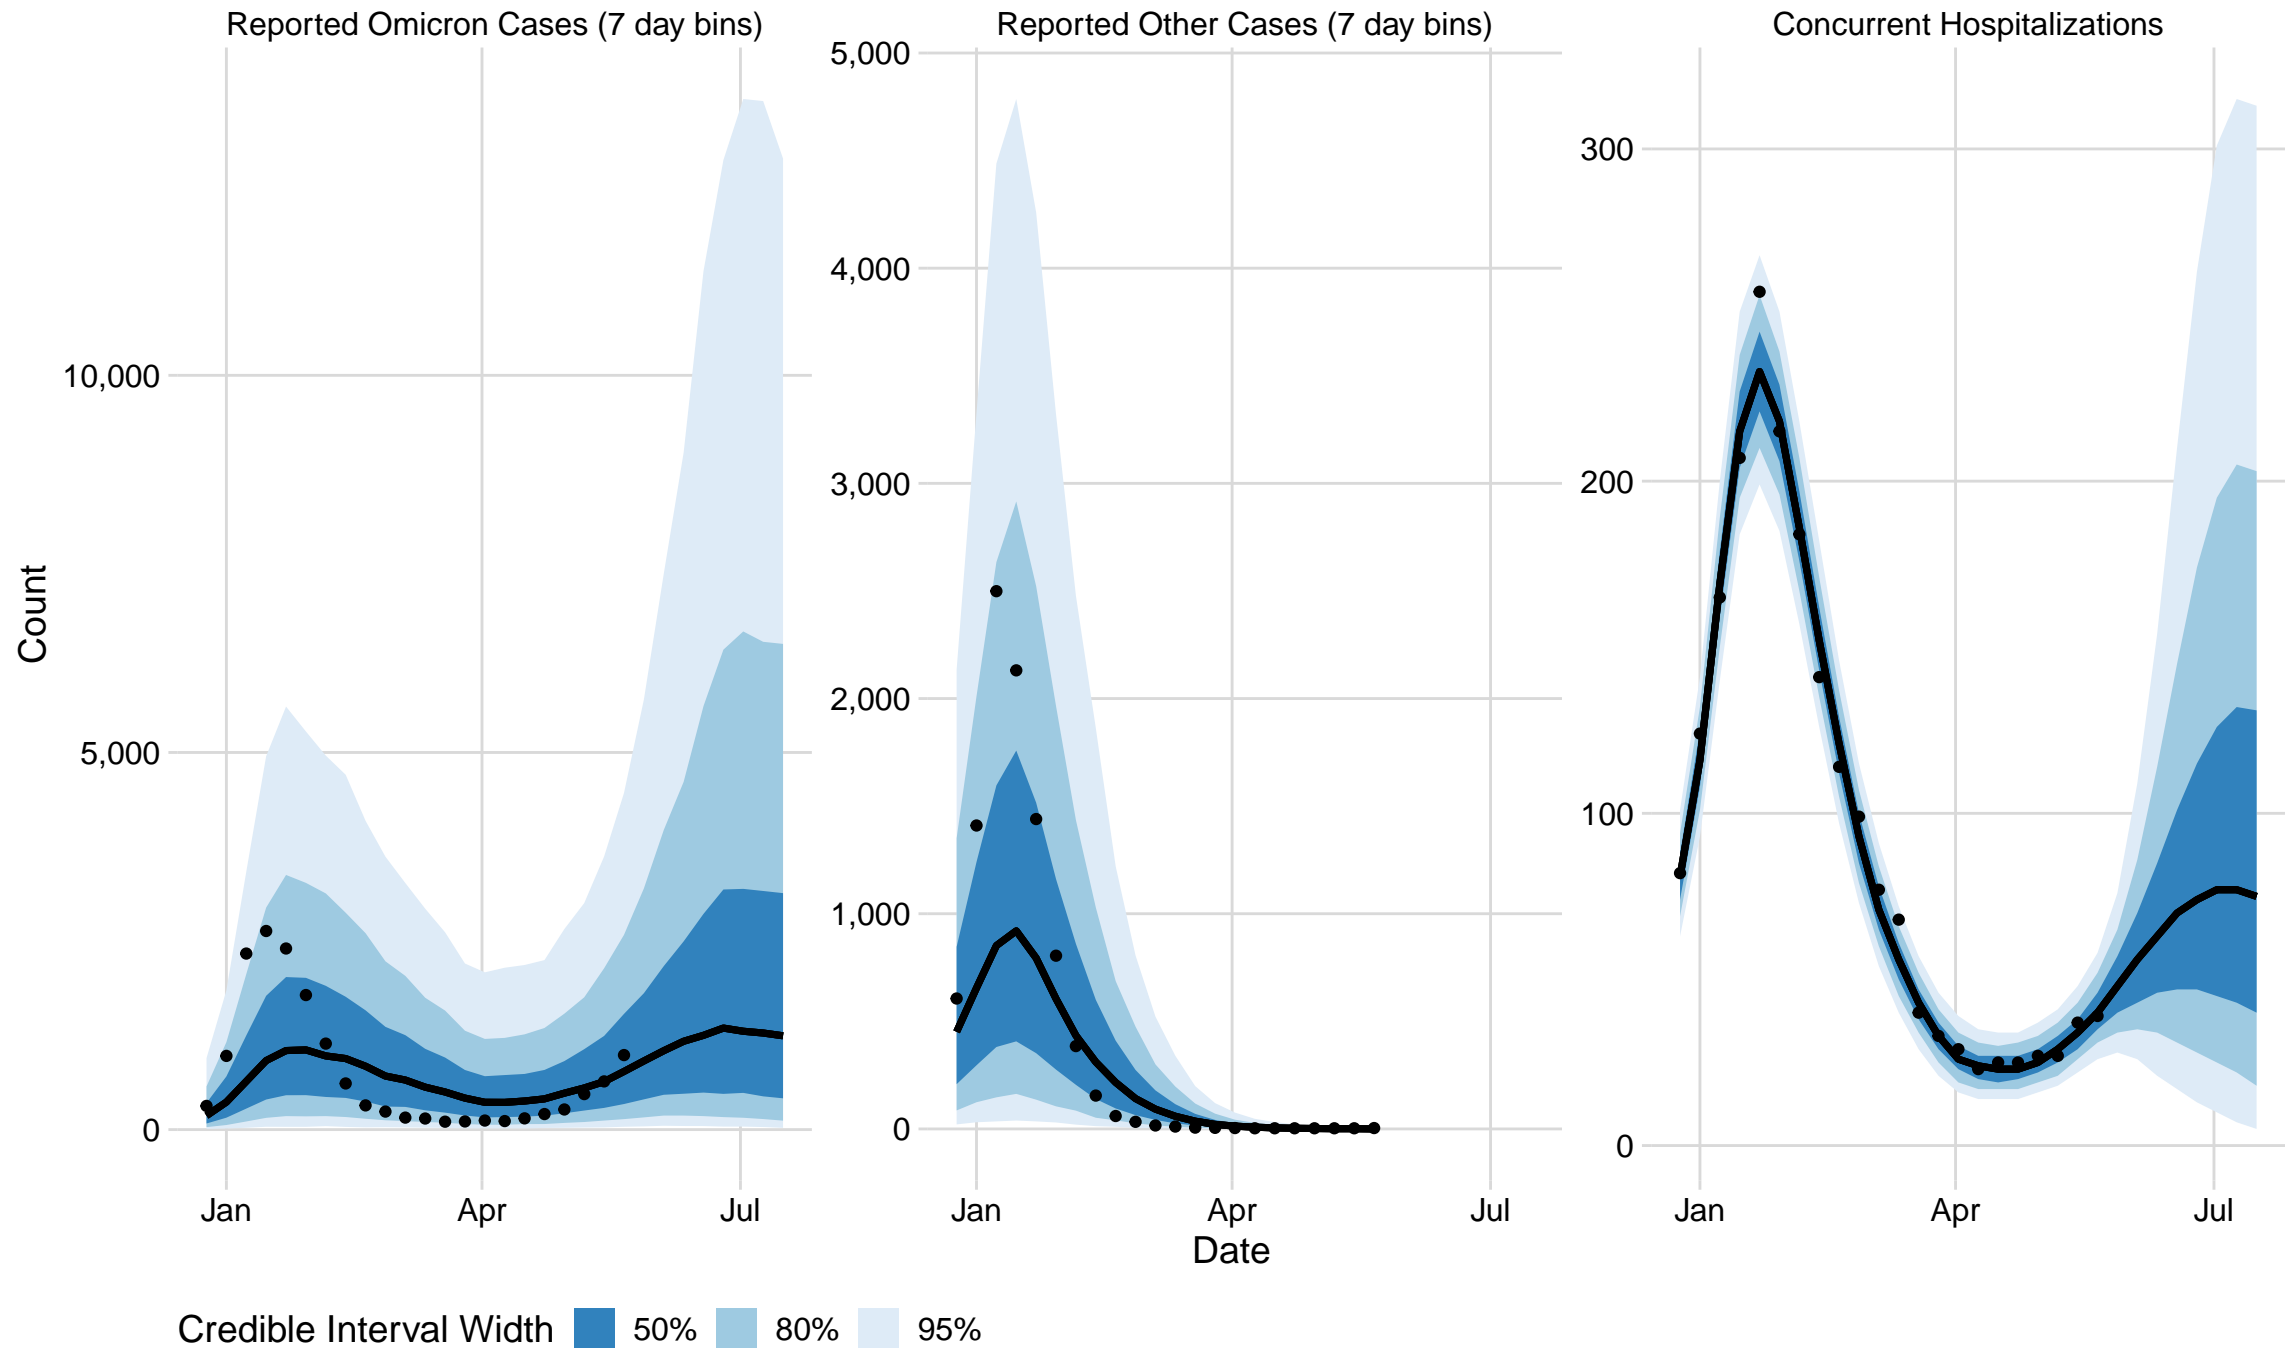 Reported Omicron Cases (7 day bins)
Reported Other Cases (7 day bins)
Concurrent Hospitalizations
Count
10,000
5,000
0
5,000
4,000
3,000
2,000
1,000
0
300
200
100
0
Jan Apr Jul
Jan Apr Jul
Jan Apr Jul
Date
Credible Interval Width 50% 80% 95%